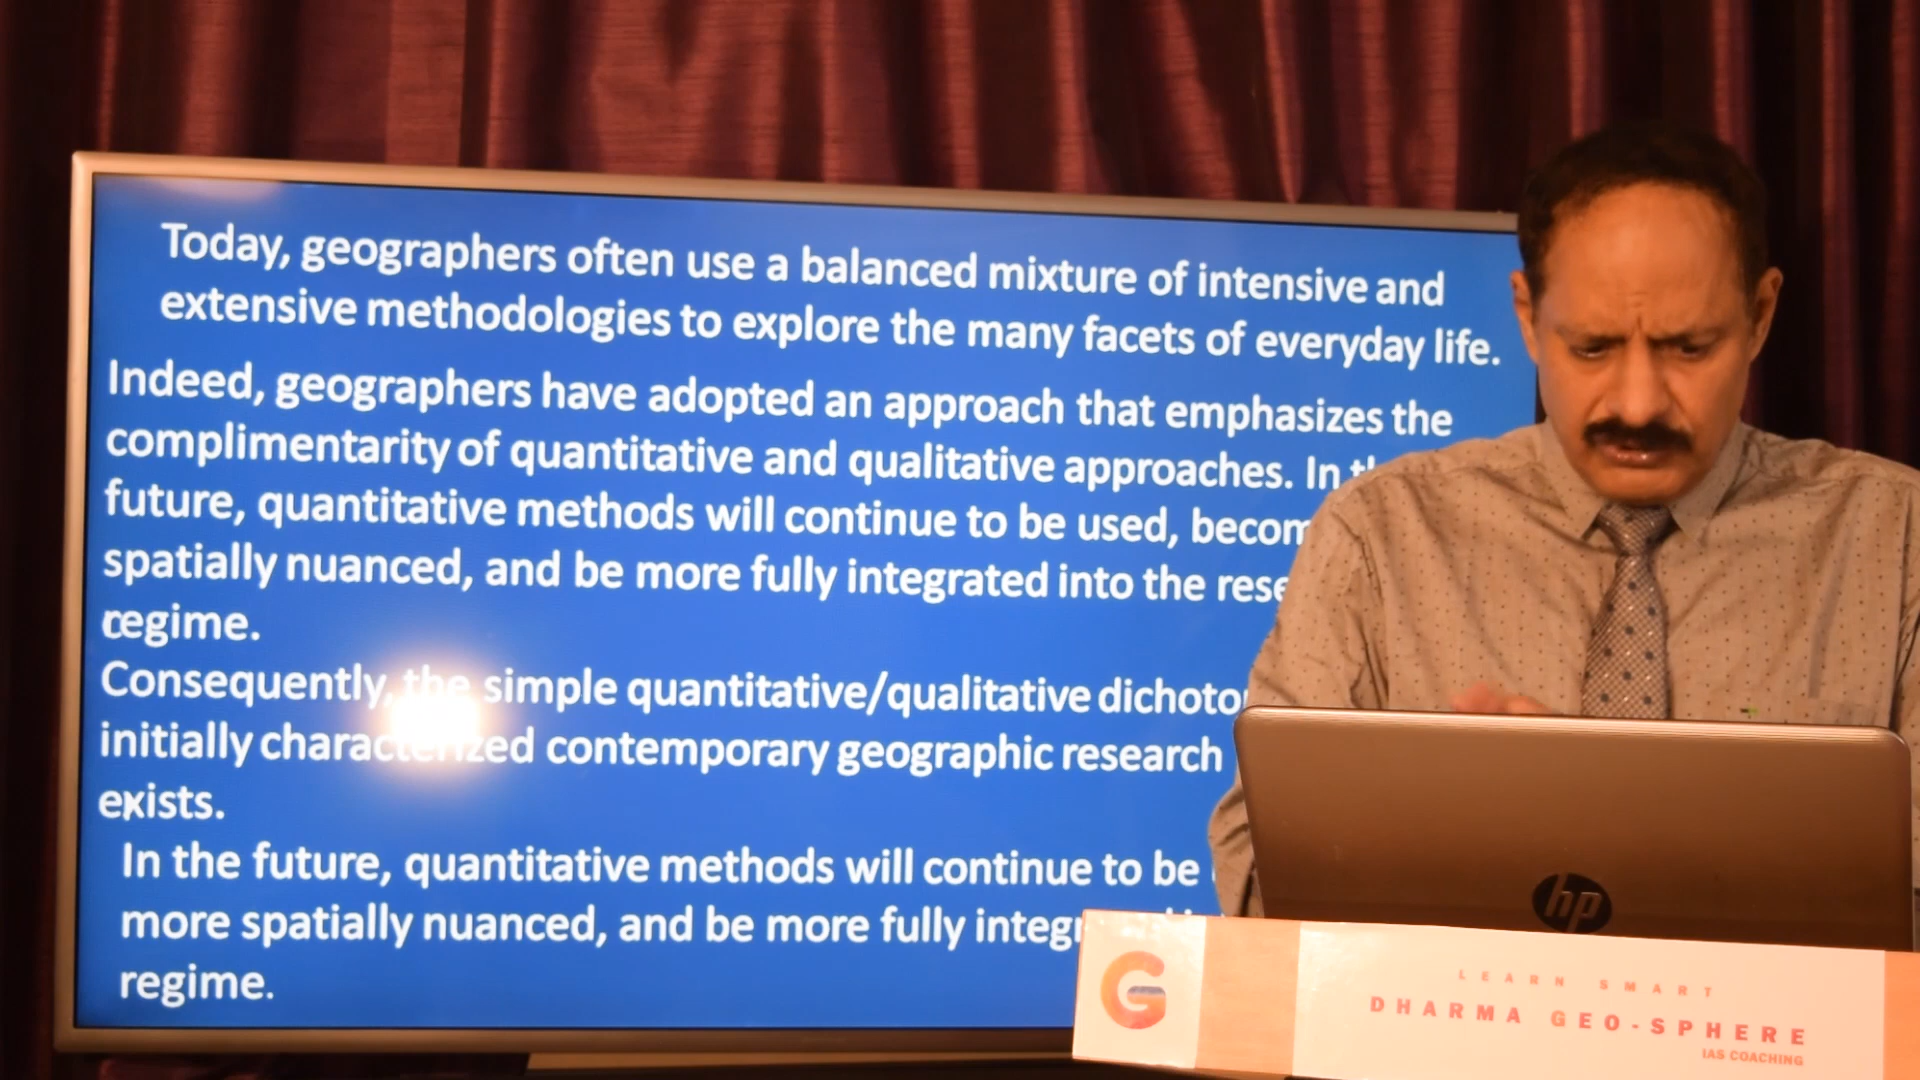 Today, geographers often use a balanced mixture of intensive and
extensive methodologies to explore the many facets of everyday life.
Indeed, geographers have adopted an approach that emphasizes the
complimentarity of quantitative and qualitative approaches. In
future, quantitative methods will continue to be used,
spatially nuanced, and be more fully integrated into the
regime.
Consequently, the simple quantitative/qualitative
initially characterized contemporary geographic research
exists.
In the future, quantitative methods will continue to be
more spatially nuanced, and be more fully
regime.
hp
G
LEARN SMART
DHARMA GEO-SPHERE
IAS COACHING